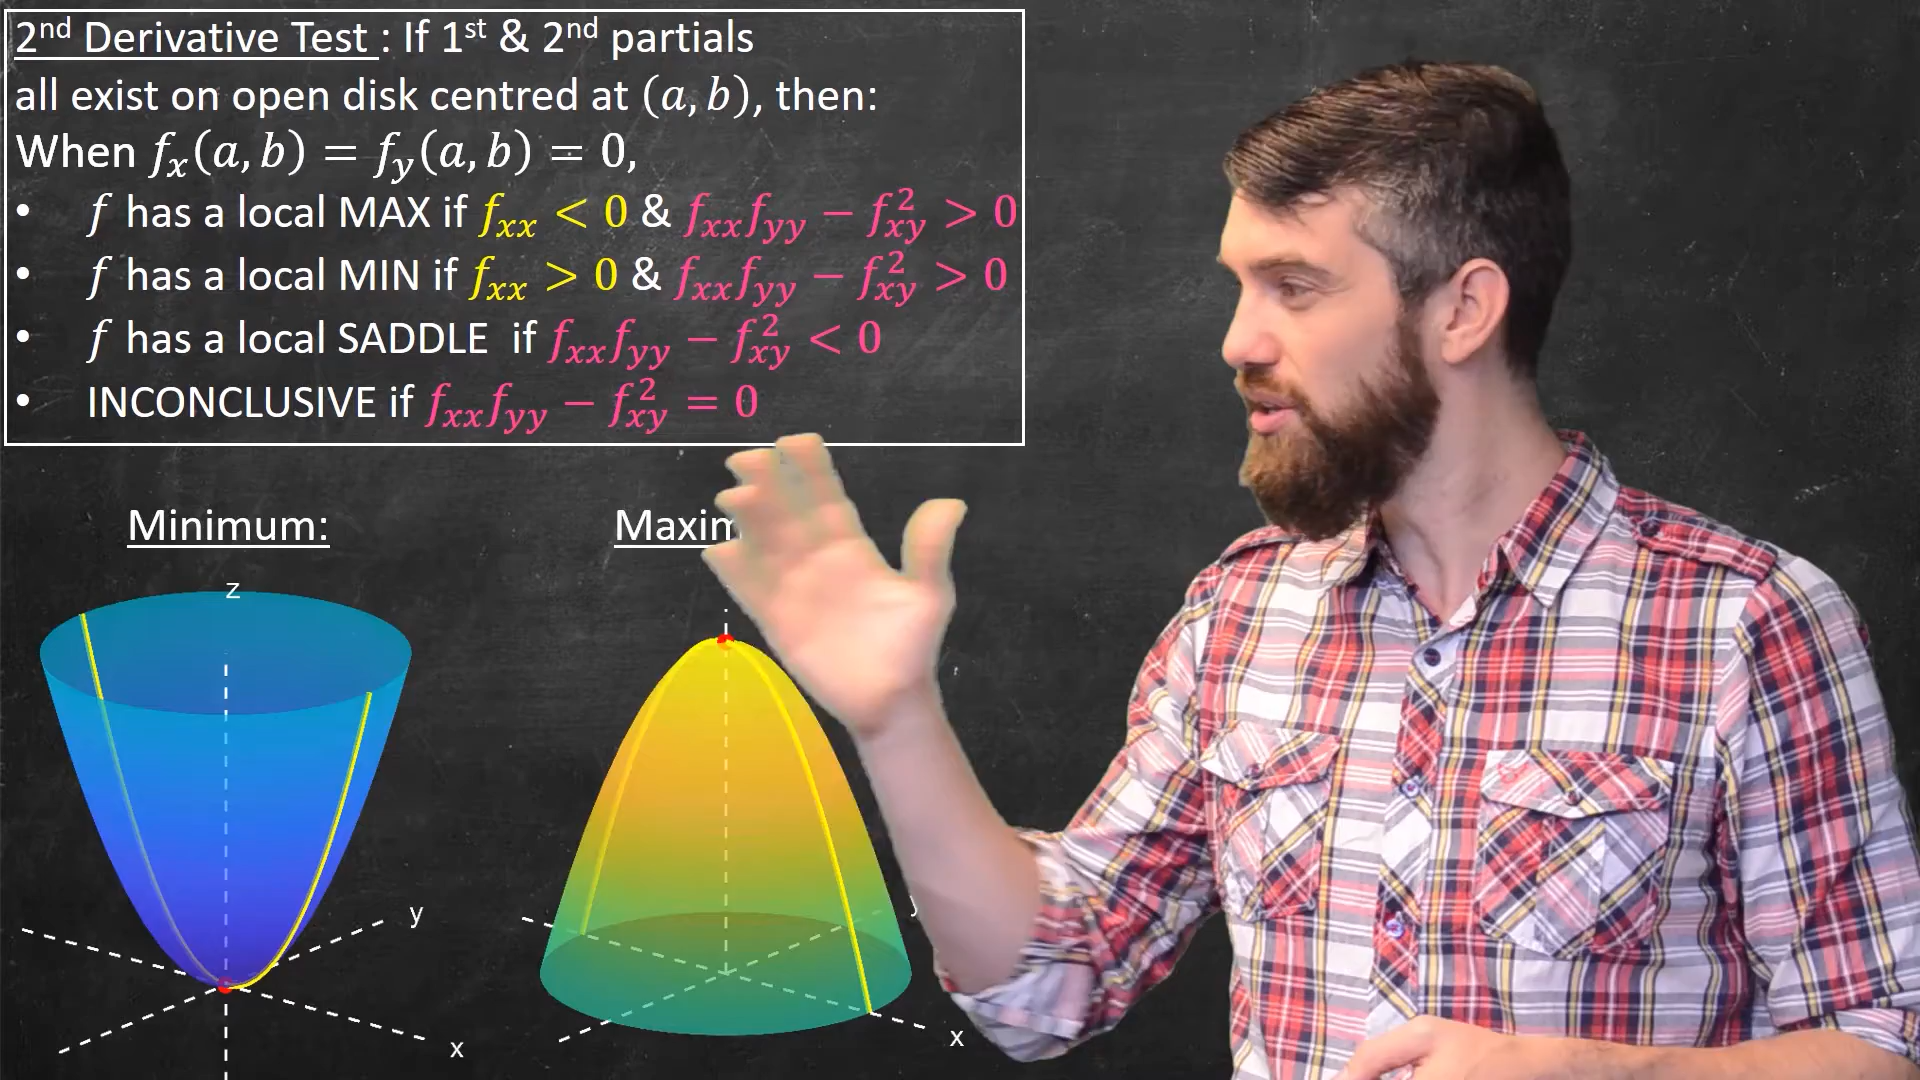 2nd Derivative Test : If 1st & 2nd partials
all exist on open disk centred at (a, b), then:
When fx(a, b) = fy(a, b) = 0,
• f has a local MAX if fxx < 0 & fxxfyy − fxy² > 0
• f has a local MIN if fxx > 0 & fxxfyy − fxy² > 0
• f has a local SADDLE if fxxfyy − fxy² < 0
• INCONCLUSIVE if fxxfyy − fxy² = 0
Minimum:
z
y
x
x